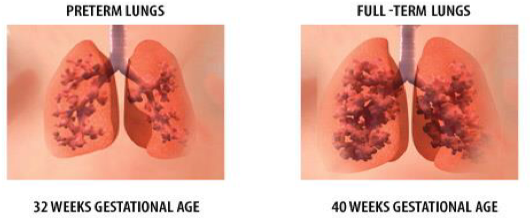 PRETERM LUNGS
FULL -TERM LUNGS
32 WEEKS GESTATIONAL AGE
40 WEEKS GESTATIONAL AGE